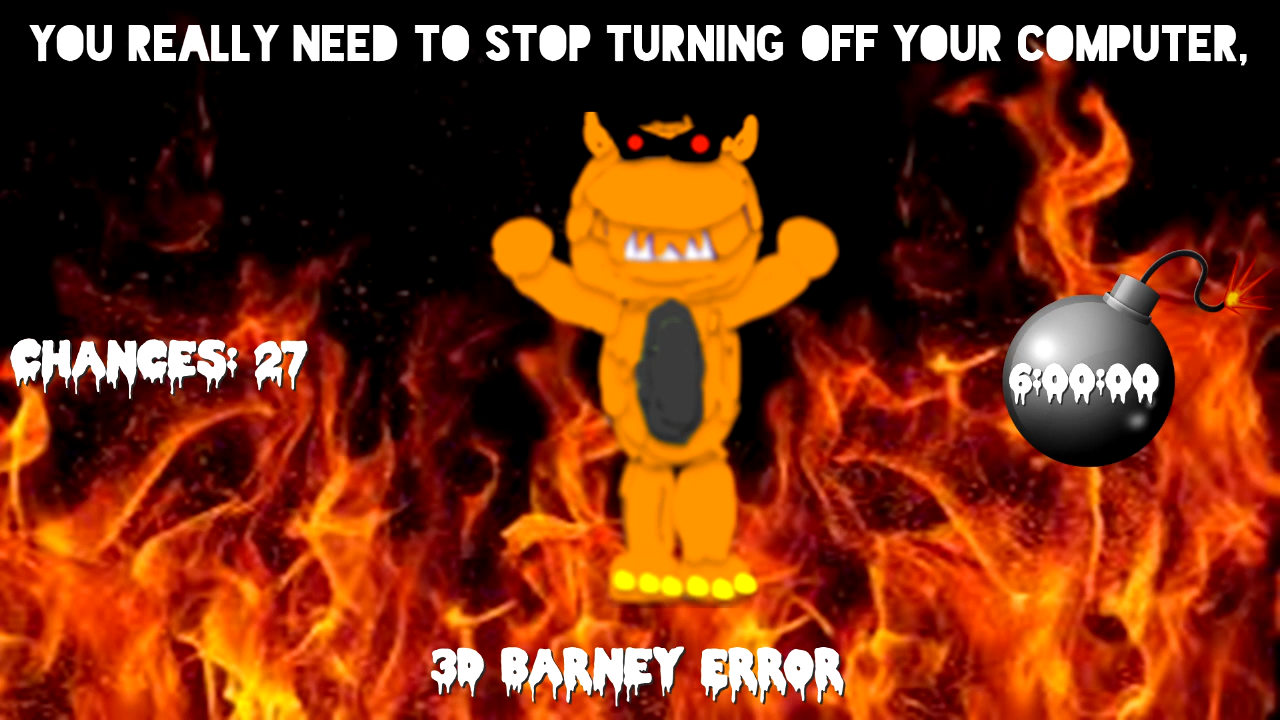 YOU REALLY NEED TO STOP TURNING OFF YOUR COMPUTER,
CHANCES: 27
6:00:00
3D BARNEY ERROR